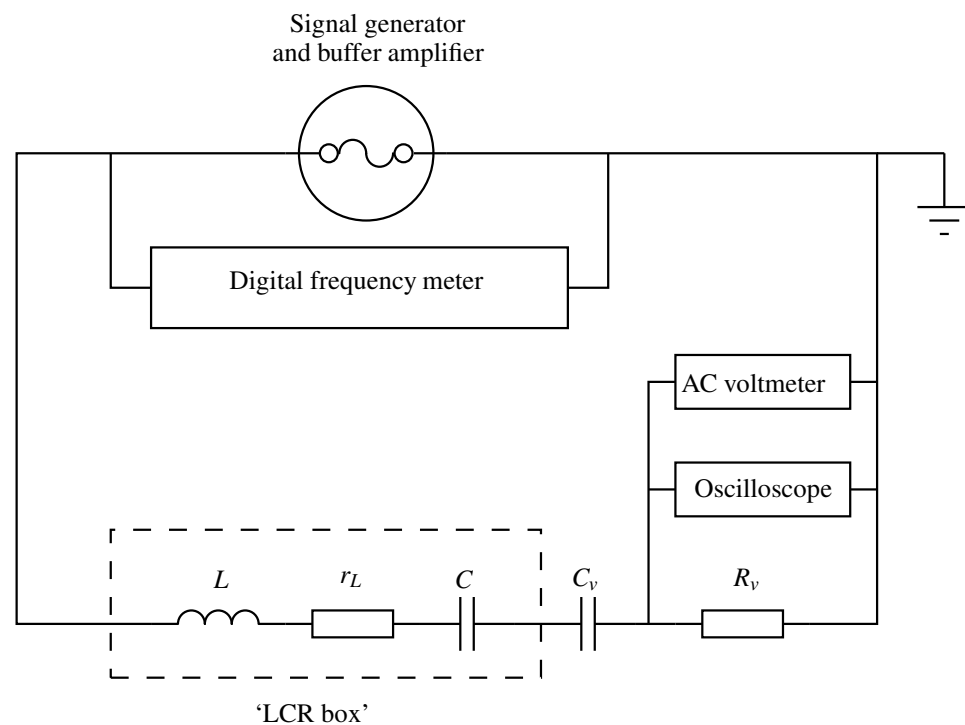 Signal generator
and buffer amplifier
Digital frequency meter
AC voltmeter
Oscilloscope
L
r_L
C
C_v
R_v
‘LCR box’